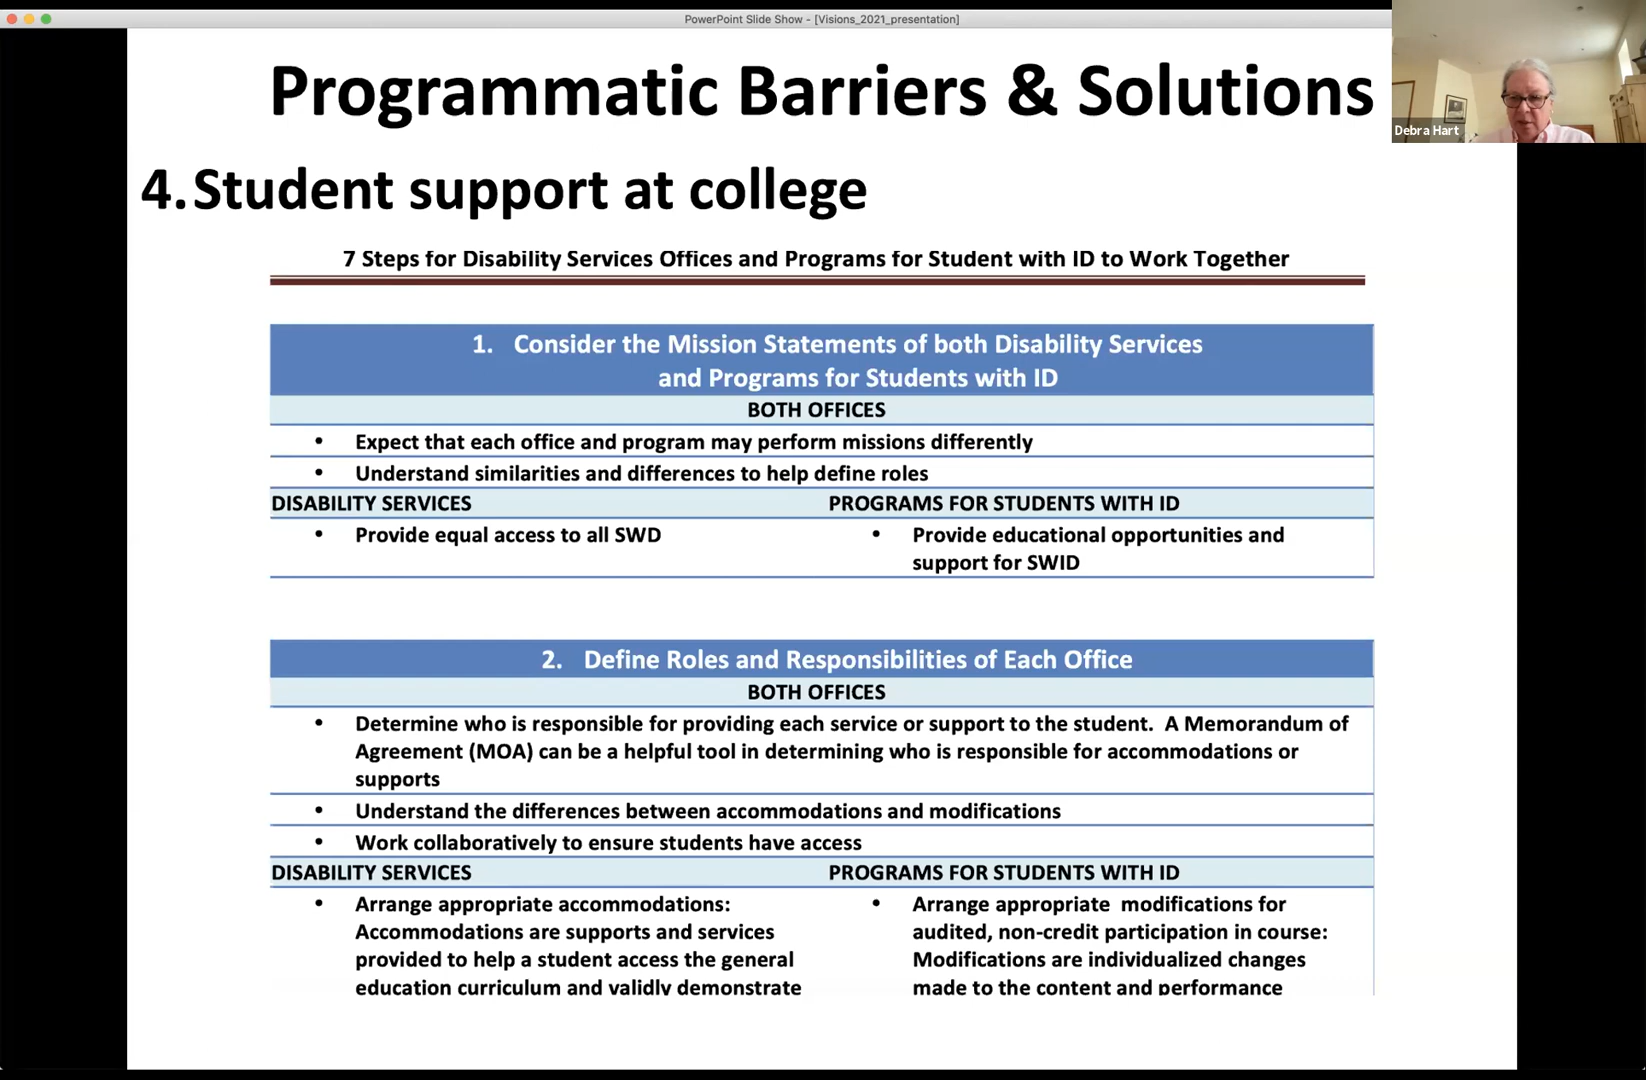 PowerPoint Slide Show - [Visions_2021_presentation]
Programmatic Barriers & Solutions
Debra Hart
4. Student support at college
7 Steps for Disability Services Offices and Programs for Student with ID to Work Together
1. Consider the Mission Statements of both Disability Services
and Programs for Students with ID
BOTH OFFICES
• Expect that each office and program may perform missions differently
• Understand similarities and differences to help define roles
DISABILITY SERVICES
PROGRAMS FOR STUDENTS WITH ID
• Provide equal access to all SWD
• Provide educational opportunities and
support for SWID
2. Define Roles and Responsibilities of Each Office
BOTH OFFICES
• Determine who is responsible for providing each service or support to the student. A Memorandum of
Agreement (MOA) can be a helpful tool in determining who is responsible for accommodations or
supports
• Understand the differences between accommodations and modifications
• Work collaboratively to ensure students have access
DISABILITY SERVICES
PROGRAMS FOR STUDENTS WITH ID
• Arrange appropriate accommodations:
Accommodations are supports and services
provided to help a student access the general
education curriculum and validly demonstrate
• Arrange appropriate modifications for
audited, non-credit participation in course:
Modifications are individualized changes
made to the content and performance